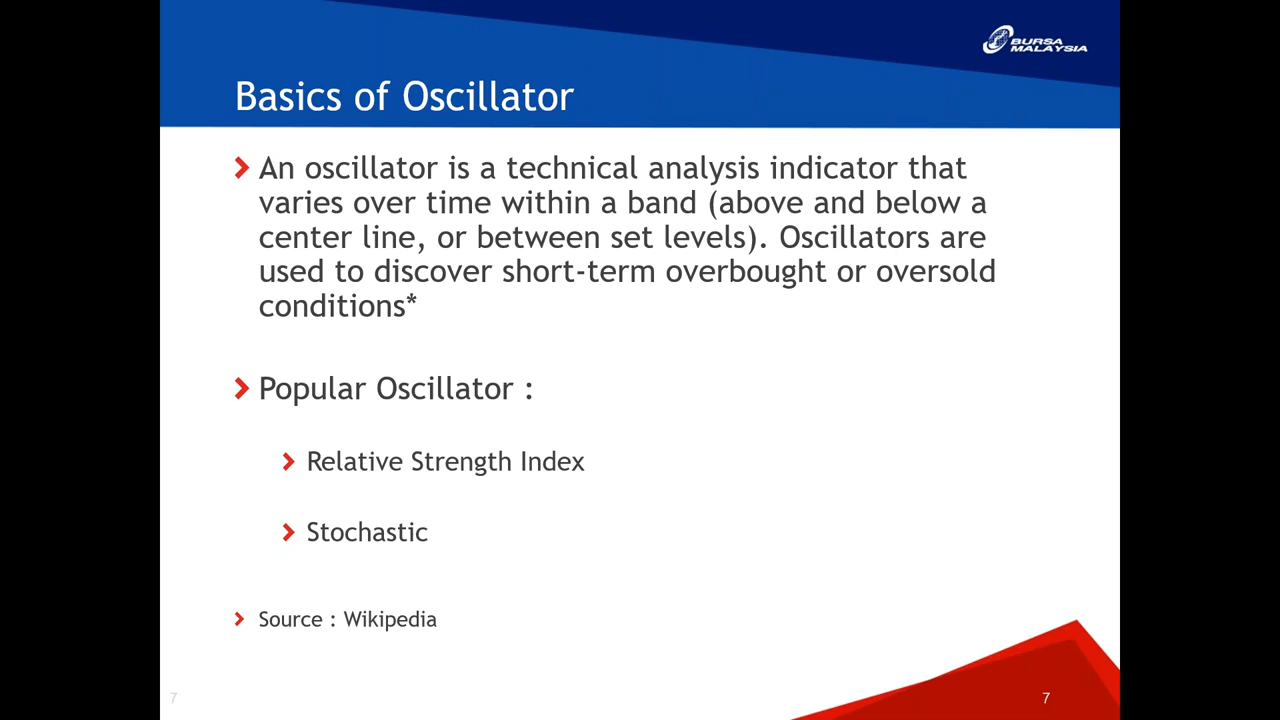 BURSA
MALAYSIA
Basics of Oscillator
An oscillator is a technical analysis indicator that
varies over time within a band (above and below a
center line, or between set levels). Oscillators are
used to discover short-term overbought or oversold
conditions*
Popular Oscillator :
Relative Strength Index
Stochastic
Source : Wikipedia
7
7